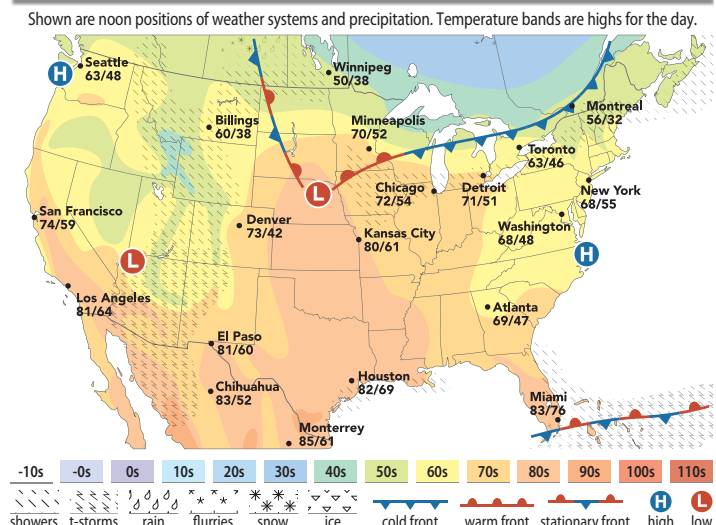 Shown are noon positions of weather systems and precipitation. Temperature bands are highs for the day.
H
Seattle
63/48
Winnipeg
50/38
Billings
60/38
Minneapolis
70/52
Montreal
56/32
Toronto
63/46
L
Chicago
72/54
Detroit
71/51
New York
68/55
San Francisco
74/59
Denver
73/42
Kansas City
80/61
Washington
68/48
L
H
Los Angeles
81/64
Atlanta
69/47
El Paso
81/60
Chihuahua
83/52
Houston
82/69
Miami
83/76
Monterrey
85/61
-10s -0s 0s 10s 20s 30s 40s 50s 60s 70s 80s 90s 100s 110s
H L
showers t-storms rain flurries snow ice cold front warm front stationary front high low